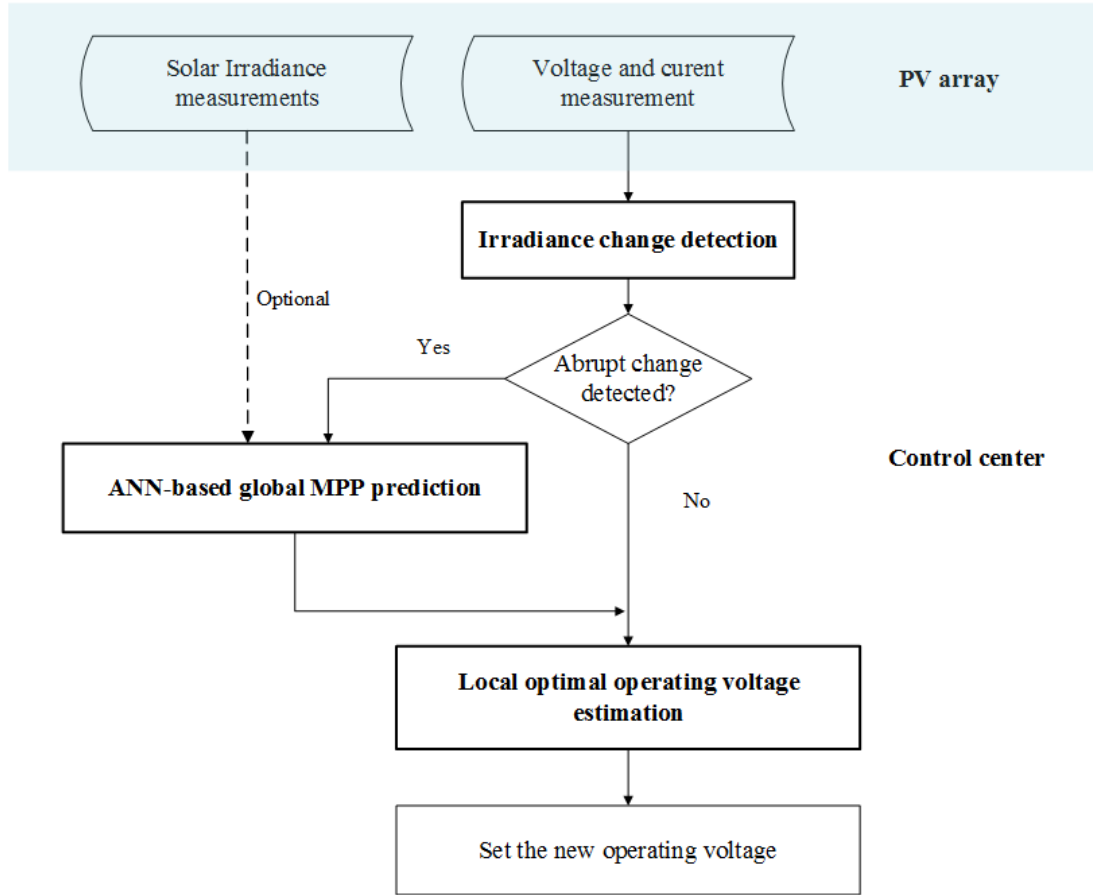 Solar Irradiance
measurements
Voltage and curent
measurement
PV array
Irradiance change detection
Optional
Yes
Abrupt change
detected?
ANN-based global MPP prediction
Control center
No
Local optimal operating voltage
estimation
Set the new operating voltage